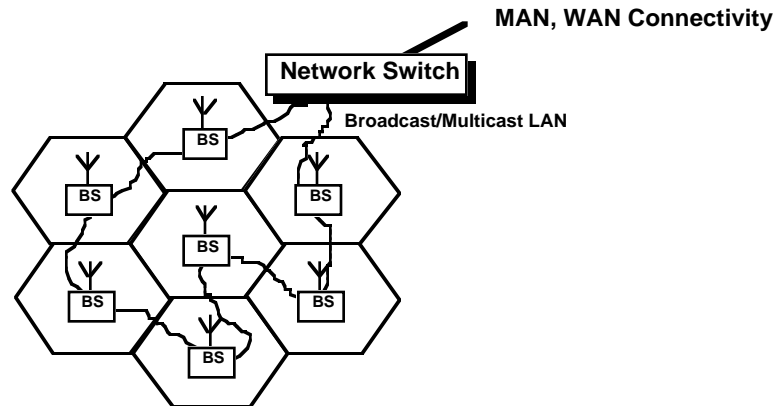 MAN, WAN Connectivity
Network Switch
Broadcast/Multicast LAN
BS
BS
BS
BS
BS
BS
BS